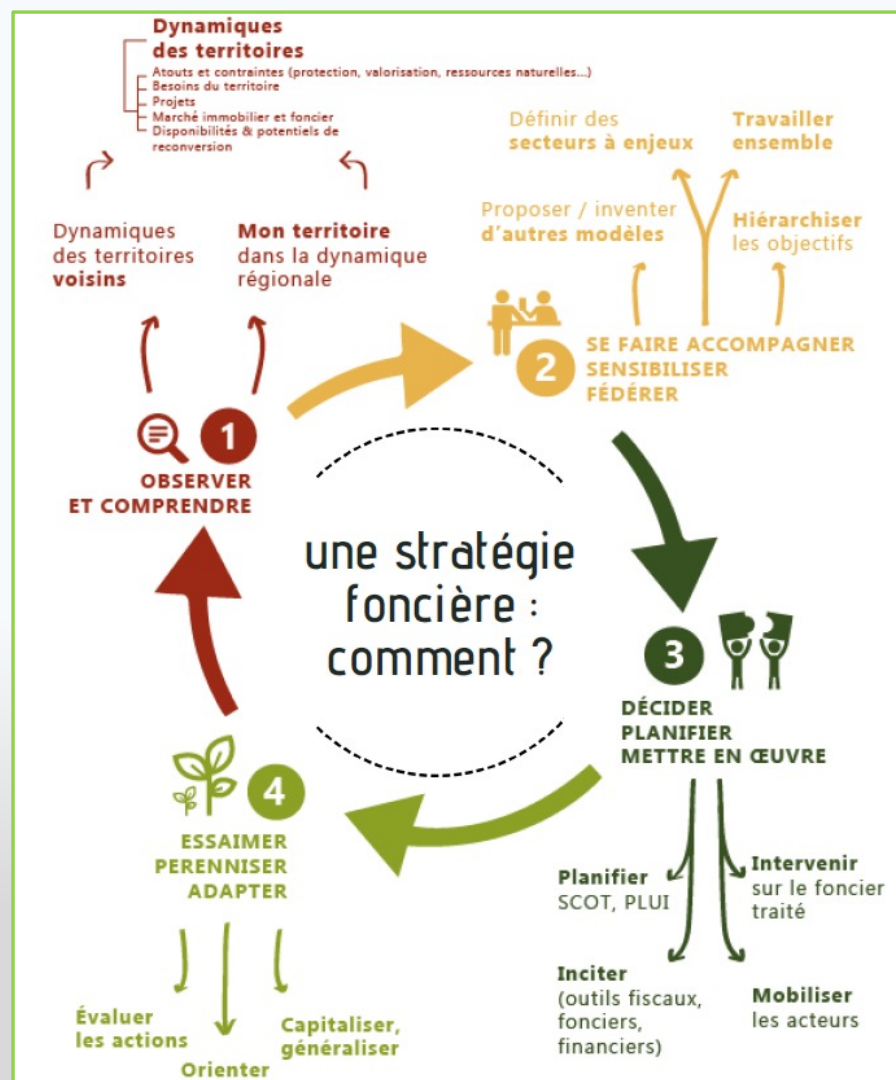 Dynamiques
des territoires
Atouts et contraintes (protection, valorisation, ressources naturelles...)
Besoins du territoire
Projets
Marché immobilier et foncier
Disponibilités & potentiels de
reconversion
Dynamiques
des territoires
voisins
Mon territoire
dans la dynamique
régionale
1
OBSERVER
ET COMPRENDRE
Définir des
secteurs à enjeux
Travailler
ensemble
Proposer / inventer
d'autres modèles
Hiérarchiser
les objectifs
2
SE FAIRE ACCOMPAGNER
SENSIBILISER
FÉDÉRER
une stratégie
foncière :
comment ?
3
DÉCIDER
PLANIFIER
METTRE EN ŒUVRE
Planifier
SCOT, PLUI
Intervenir
sur le foncier
traité
Inciter
(outils fiscaux,
fonciers,
financiers)
Mobiliser
les acteurs
4
ESSAIMER
PERENNISER
ADAPTER
Évaluer
les actions
Orienter
Capitaliser,
généraliser